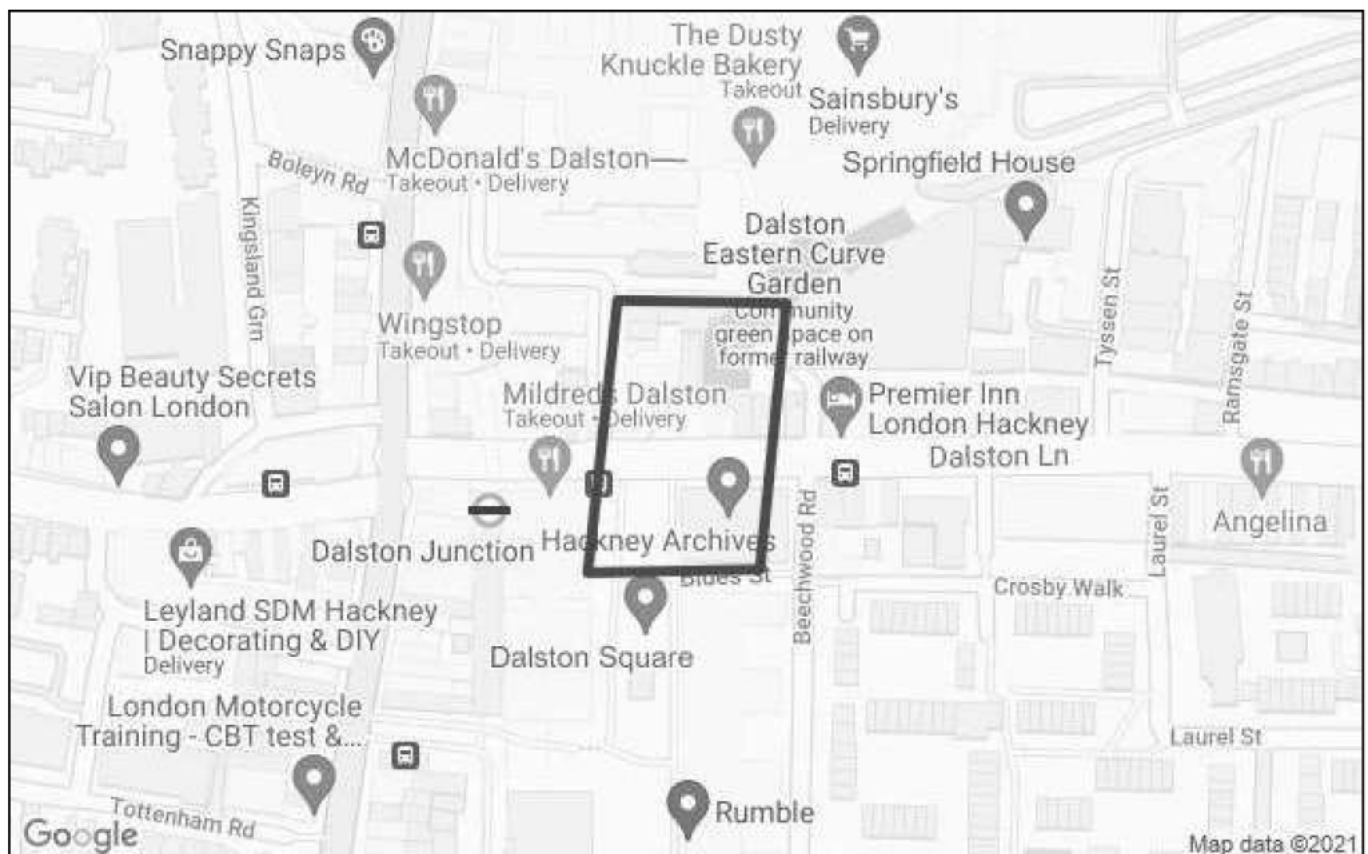 Snappy Snaps
The Dusty
Knuckle Bakery
Takeout
Sainsbury's
Delivery
McDonald's Dalston
Takeout • Delivery
Boleyn Rd
Springfield House
Kingsland Grn
Dalston
Eastern Curve
Garden
Community
green space on
former railway
Wingstop
Takeout • Delivery
Tyssen St
Ramsgate St
Vip Beauty Secrets
Salon London
Mildreds Dalston
Takeout • Delivery
Premier Inn
London Hackney
Dalston Ln
Angelina
Dalston Junction
Hackney Archives
Blues St
Beechwood Rd
Laurel St
Crosby Walk
Leyland SDM Hackney
| Decorating & DIY
Delivery
Dalston Square
London Motorcycle
Training - CBT test &...
Laurel St
Tottenham Rd
Rumble
Google
Map data ©2021